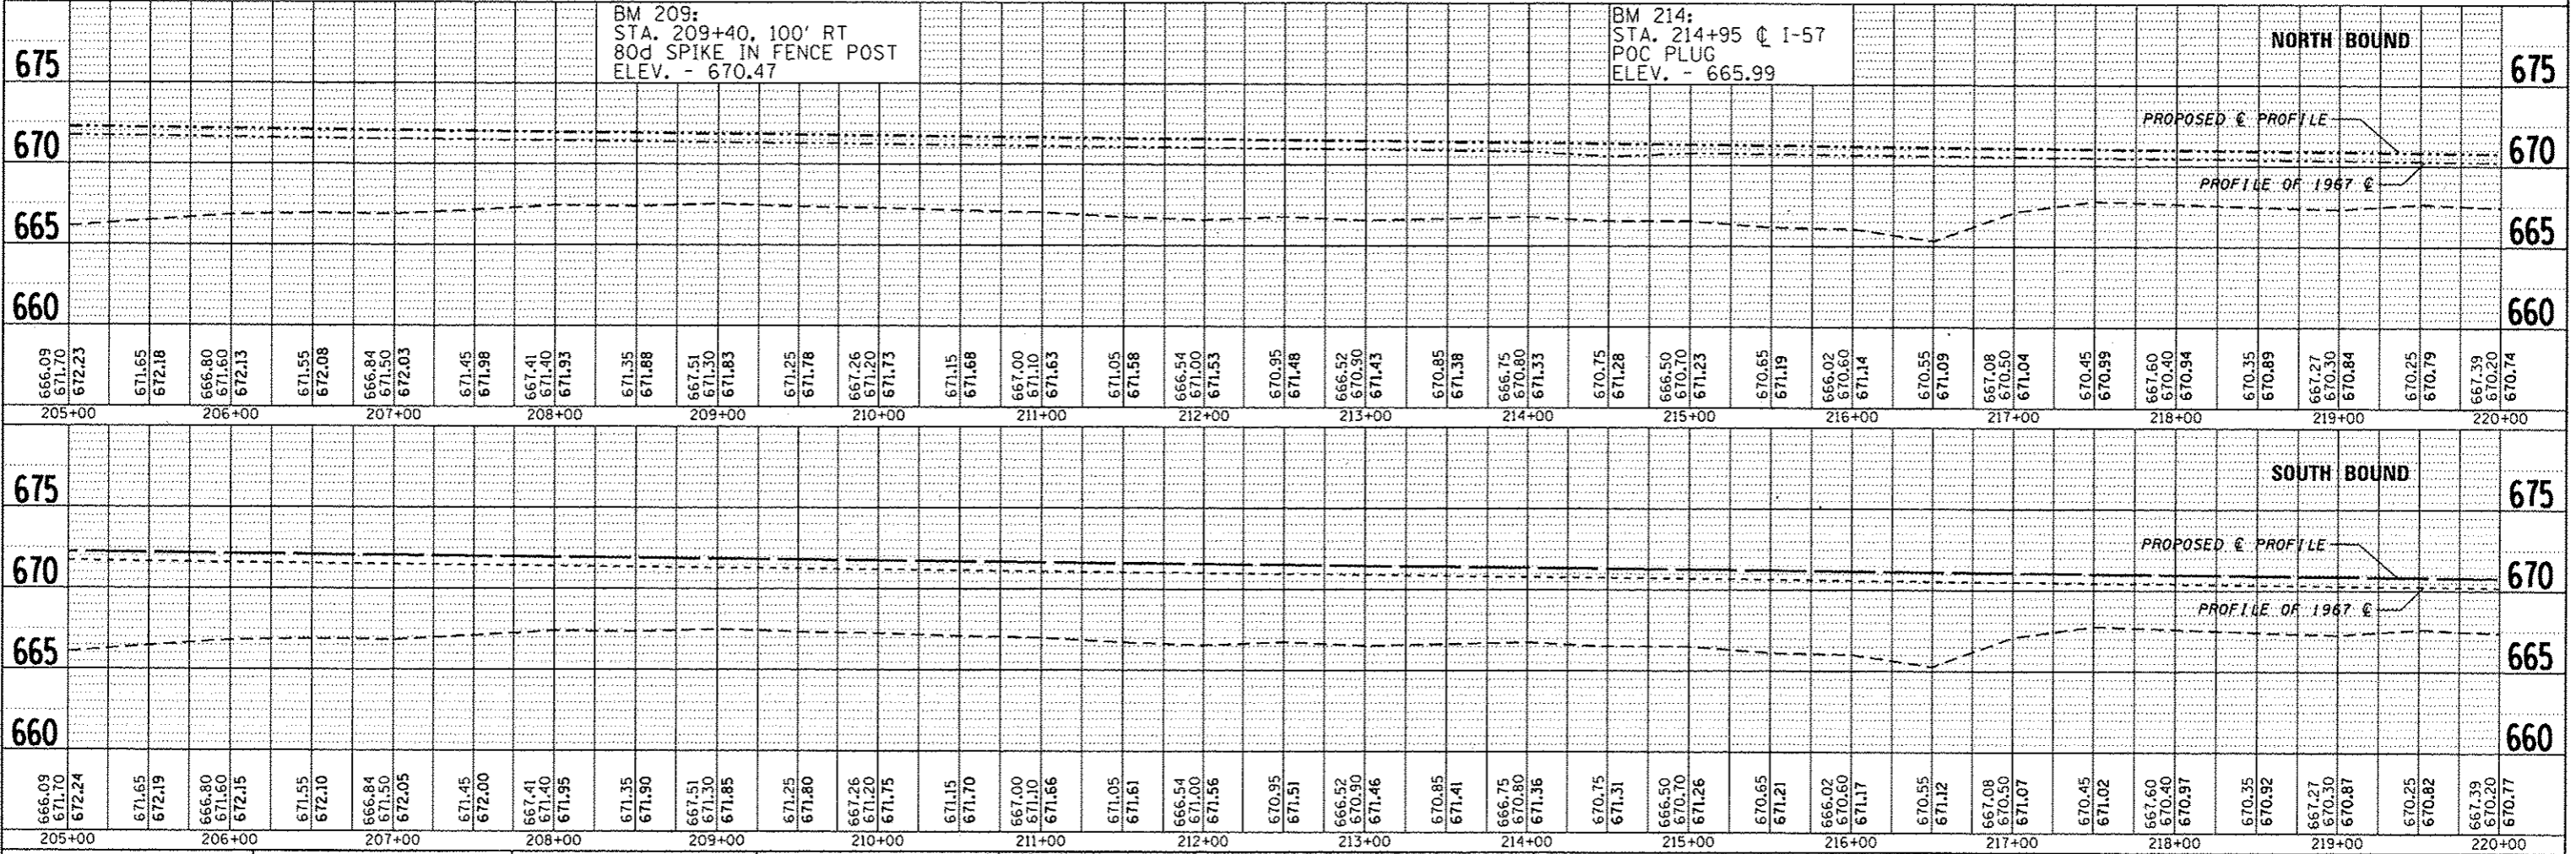 BM 209:
STA. 209+40, 100' RT
80d SPIKE IN FENCE POST
ELEV. - 670.47
BM 214:
STA. 214+95 ℄ I-57
POC PLUG
ELEV. - 665.99
NORTH BOUND
675 675
PROPOSED ℄ PROFILE
670 670
PROFILE OF 1967 ℄
665 665
660 660
666.09 671.70 672.23
671.65 672.18
666.80 671.60 672.13
671.55 672.08
666.84 671.50 672.03
671.45 671.98
667.41 671.40 671.93
671.35 671.88
667.51 671.30 671.83
671.25 671.78
667.26 671.20 671.73
671.15 671.68
667.00 671.10 671.63
671.05 671.58
666.54 671.00 671.53
670.95 671.48
666.52 670.90 671.43
670.85 671.38
666.75 670.80 671.33
670.75 671.28
666.50 670.70 671.23
670.65 671.19
666.02 670.60 671.14
670.55 671.09
667.08 670.50 671.04
670.45 670.99
667.60 670.40 670.94
670.35 670.89
667.27 670.30 670.84
670.25 670.79
667.39 670.20 670.74
205+00 206+00 207+00 208+00 209+00 210+00 211+00 212+00 213+00 214+00 215+00 216+00 217+00 218+00 219+00 220+00
SOUTH BOUND
675 675
PROPOSED ℄ PROFILE
670 670
PROFILE OF 1967 ℄
665 665
660 660
666.09 671.70 672.24
671.65 672.19
666.80 671.60 672.15
671.55 672.10
666.84 671.50 672.05
671.45 672.00
667.41 671.40 671.95
671.35 671.90
667.51 671.30 671.85
671.25 671.80
667.26 671.20 671.75
671.15 671.70
667.00 671.10 671.66
671.05 671.61
666.54 671.00 671.56
670.95 671.51
666.52 670.90 671.46
670.85 671.41
666.75 670.80 671.36
670.75 671.31
666.50 670.70 671.26
670.65 671.21
666.02 670.60 671.17
670.55 671.12
667.08 670.50 671.07
670.45 671.02
667.60 670.40 670.97
670.35 670.92
667.27 670.30 670.87
670.25 670.82
667.39 670.20 670.77
205+00 206+00 207+00 208+00 209+00 210+00 211+00 212+00 213+00 214+00 215+00 216+00 217+00 218+00 219+00 220+00